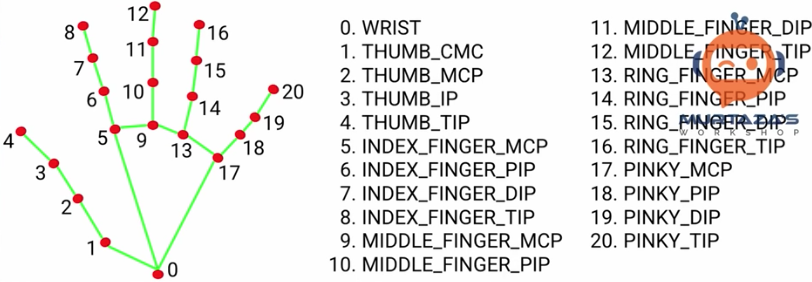 12
8
16
11
7
15
10
6
14
20
19
5
9
13
18
4
17
3
2
1
0
0. WRIST
1. THUMB_CMC
2. THUMB_MCP
3. THUMB_IP
4. THUMB_TIP
5. INDEX_FINGER_MCP
6. INDEX_FINGER_PIP
7. INDEX_FINGER_DIP
8. INDEX_FINGER_TIP
9. MIDDLE_FINGER_MCP
10. MIDDLE_FINGER_PIP
11. MIDDLE_FINGER_DIP
12. MIDDLE_FINGER_TIP
13. RING_FINGER_MCP
14. RING_FINGER_PIP
15. RING_FINGER_DIP
16. RING_FINGER_TIP
17. PINKY_MCP
18. PINKY_PIP
19. PINKY_DIP
20. PINKY_TIP
WORKSHOP